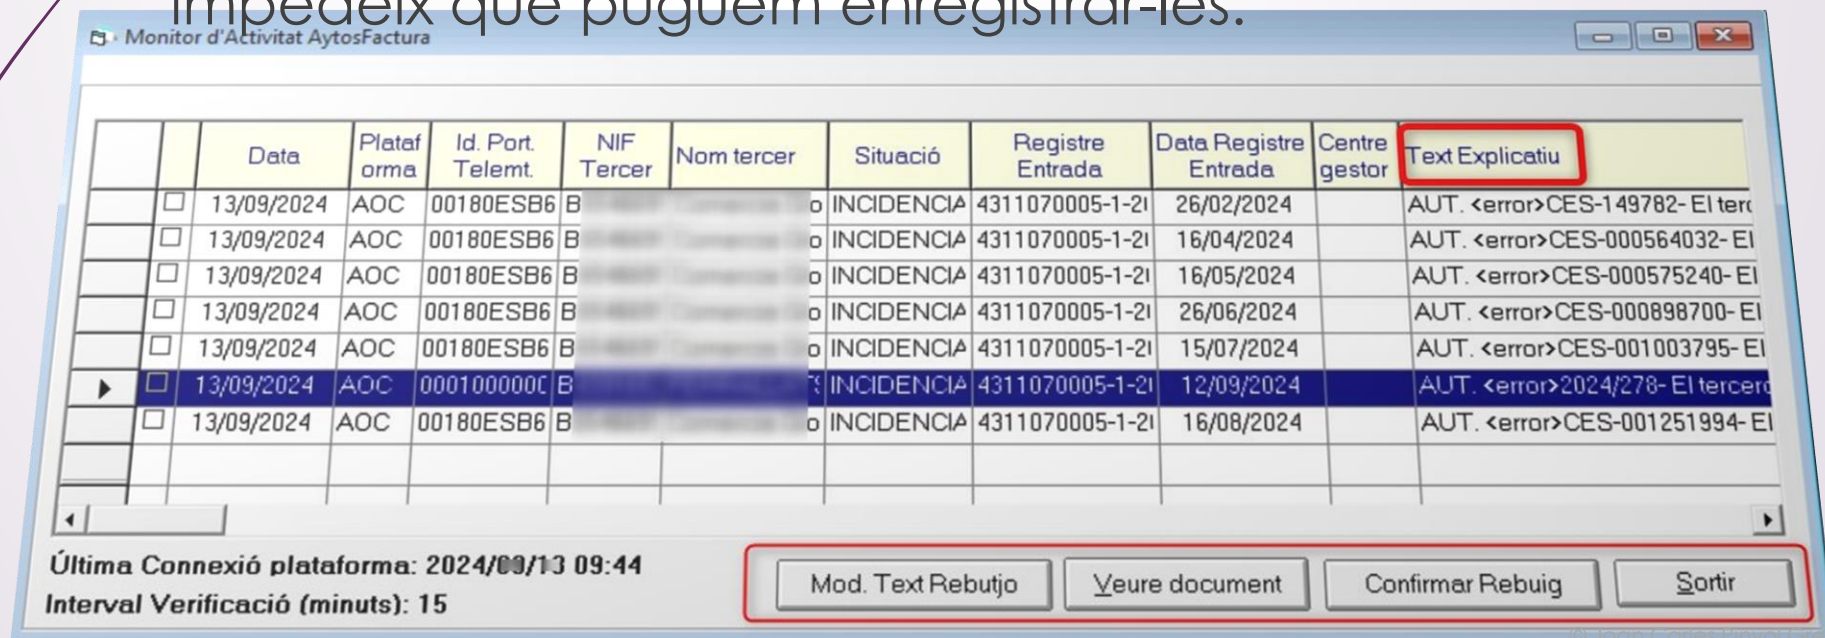 impedeix que puguem enregistrar-les.
Monitor d'Activitat AytosFactura
Data Plataforma Id. Port. Telemt. NIF Tercer Nom tercer Situació Registre Entrada Data Registre Entrada Centre gestor Text Explicatiu
13/09/2024 AOC 00180ESB6 B o INCIDENCIA 4311070005-1-2 26/02/2024 AUT. <error>CES-149782- El terc
13/09/2024 AOC 00180ESB6 B o INCIDENCIA 4311070005-1-2 16/04/2024 AUT. <error>CES-000564032- El
13/09/2024 AOC 00180ESB6 B o INCIDENCIA 4311070005-1-2 16/05/2024 AUT. <error>CES-000575240- El
13/09/2024 AOC 00180ESB6 B o INCIDENCIA 4311070005-1-2 26/06/2024 AUT. <error>CES-000898700- El
13/09/2024 AOC 00180ESB6 B o INCIDENCIA 4311070005-1-2 15/07/2024 AUT. <error>CES-001003795- El
13/09/2024 AOC 000100000 B INCIDENCIA 4311070005-1-2 12/09/2024 AUT. <error>2024/278- El tercero
13/09/2024 AOC 00180ESB6 B o INCIDENCIA 4311070005-1-2 16/08/2024 AUT. <error>CES-001251994- El
Última Connexió plataforma: 2024/09/13 09:44
Interval Verificació (minuts): 15
Mod. Text Rebutjo Veure document Confirmar Rebuig Sortir